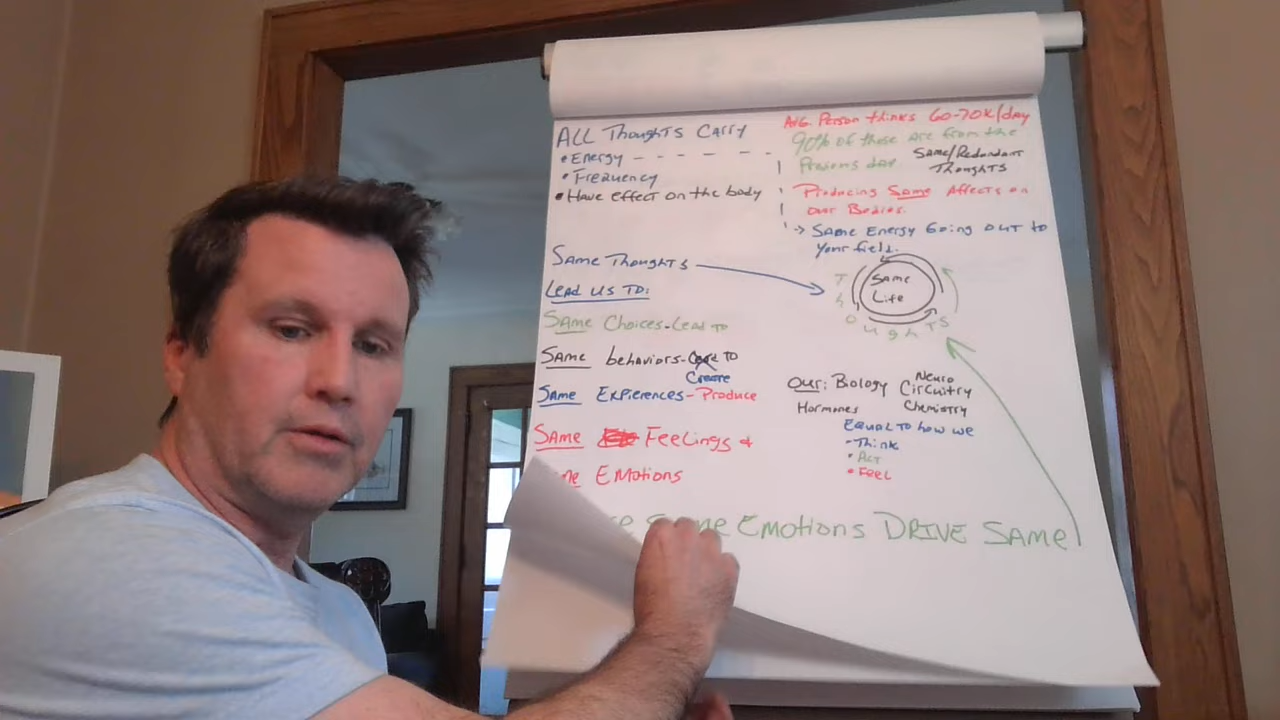 ALL Thoughts Carry
• Energy - - - - - -
• Frequency
• Have effect on the body
AVG. Person thinks 60-70K/day
90% of those are from the
Previous day
Same/Redundant
Thoughts
Producing Same Affects on
our Bodies.
-> Same Energy Going OUT to
your field.
Same Thoughts
Lead us to:
Same Choices-Lead to
Same behaviors- to
Create
Same Expierences-Produce
Same Feelings +
Emotions
Same
Life
Thoughts
Our: Biology
Neuro
Circuitry
Hormones
Chemistry
Equal to how we
- Think
• Act
• Feel
Same Emotions DRIVE SAME